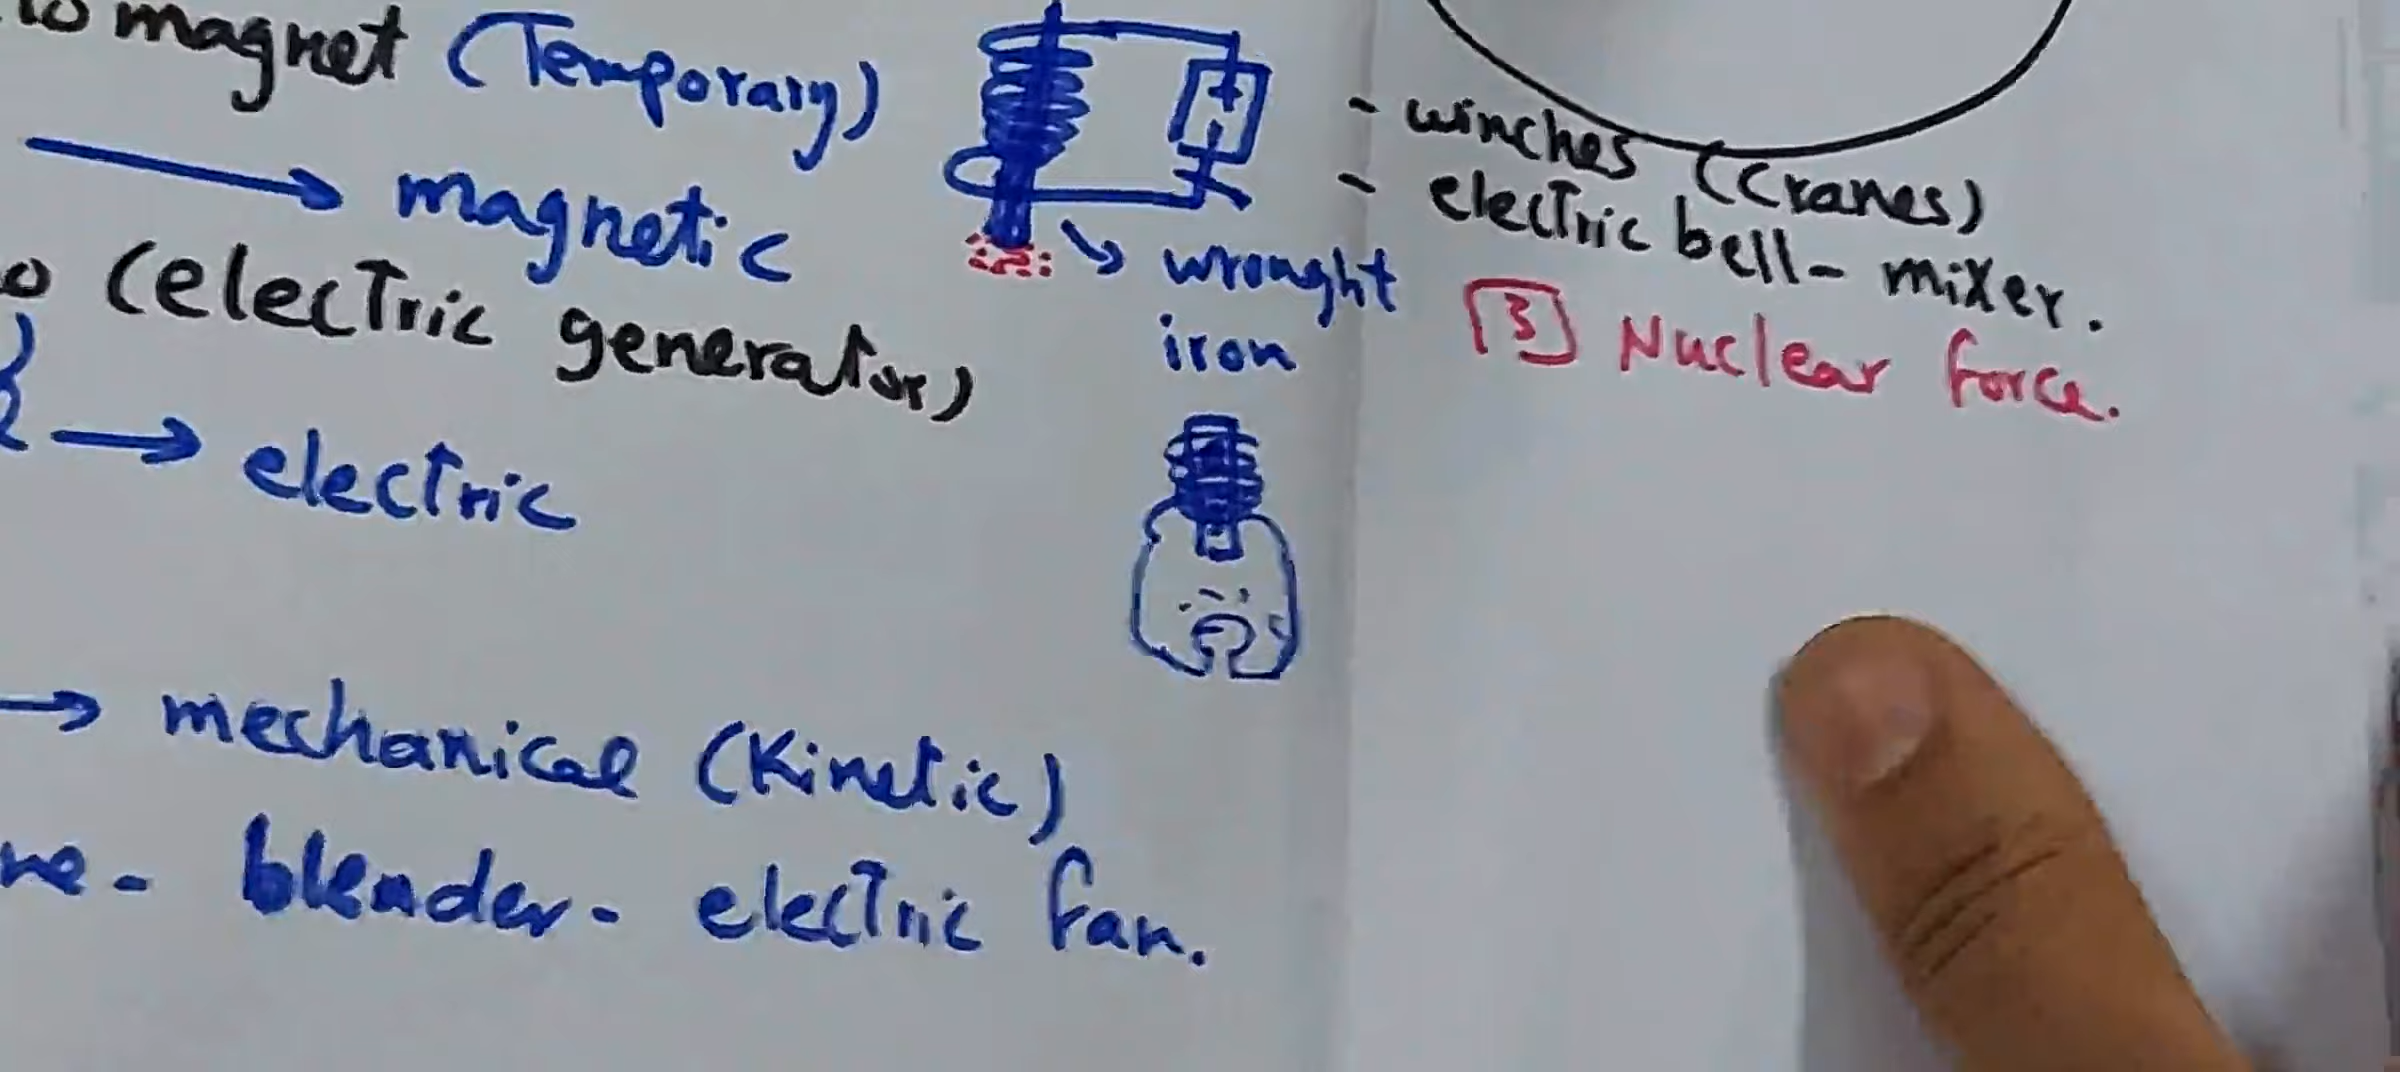 magnet (Temporary)
→ magnetic
(electric generator)
→ electric
→ mechanical (Kinetic)
blender - electric fan.
wrought
iron
- winches (Cranes)
- electric bell - mixer.
3 Nuclear force.